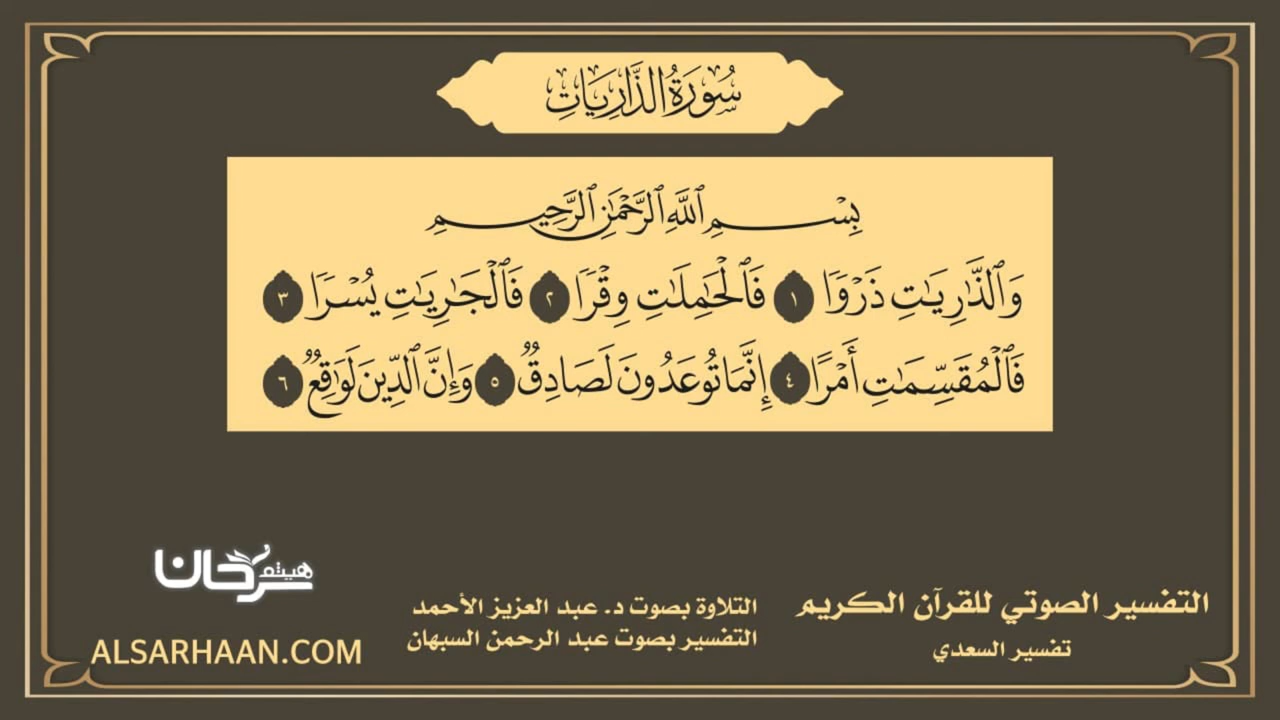 سُورَةُ الذَّارِيَاتِ
بِسْمِ ٱللَّهِ ٱلرَّحْمَٰنِ ٱلرَّحِيمِ
وَٱلذَّٰرِيَٰتِ ذَرْوًا ١ فَٱلْحَٰمِلَٰتِ وِقْرًا ٢ فَٱلْجَٰرِيَٰتِ يُسْرًا ٣
فَٱلْمُقَسِّمَٰتِ أَمْرًا ٤ إِنَّمَا تُوعَدُونَ لَصَادِقٌ ٥ وَإِنَّ ٱلدِّينَ لَوَٰقِعٌ ٦
التفسير الصوتي للقرآن الكريم
تفسير السعدي
التلاوة بصوت د. عبد العزيز الأحمد
التفسير بصوت عبد الرحمن السبهان
هيثم سرحان
ALSARHAAN.COM